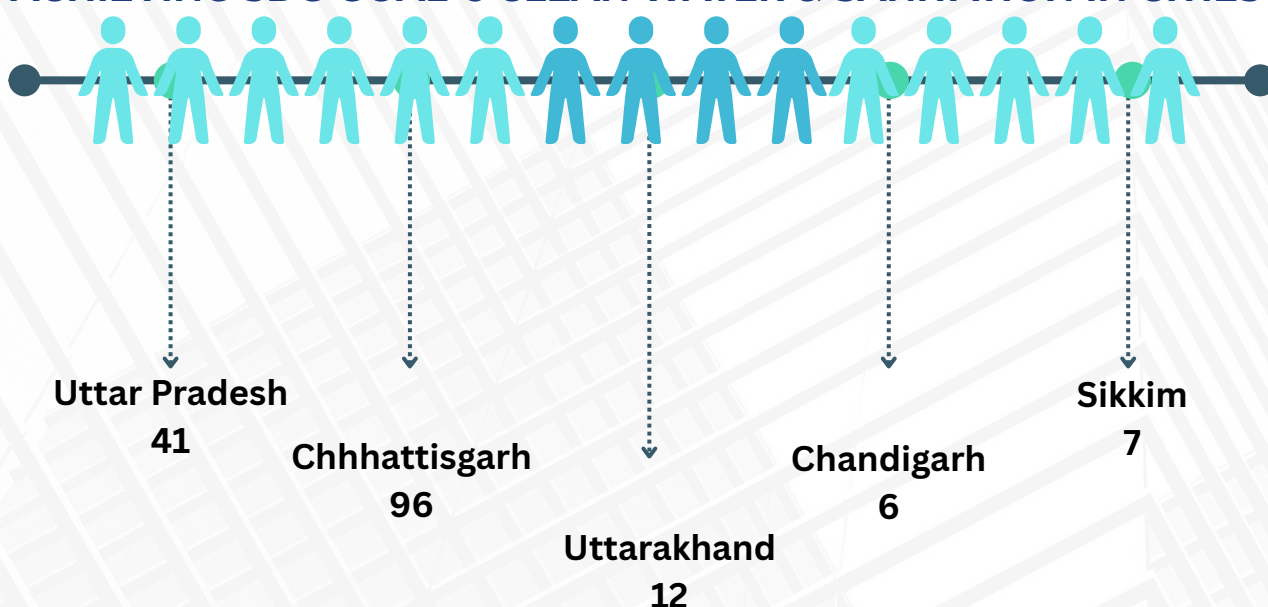 Uttar Pradesh
41
Chhhattisgarh
96
Uttarakhand
12
Chandigarh
6
Sikkim
7